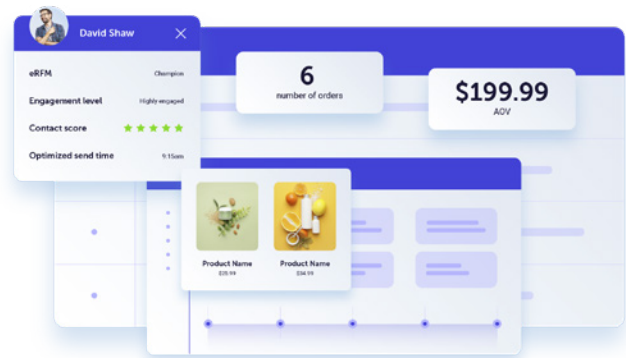 David Shaw
eRFM Champion
Engagement level Highly engaged
Contact score
Optimized send time 9:15am
6
number of orders
$199.99
AOV
Product Name Product Name
$25.99 $34.99